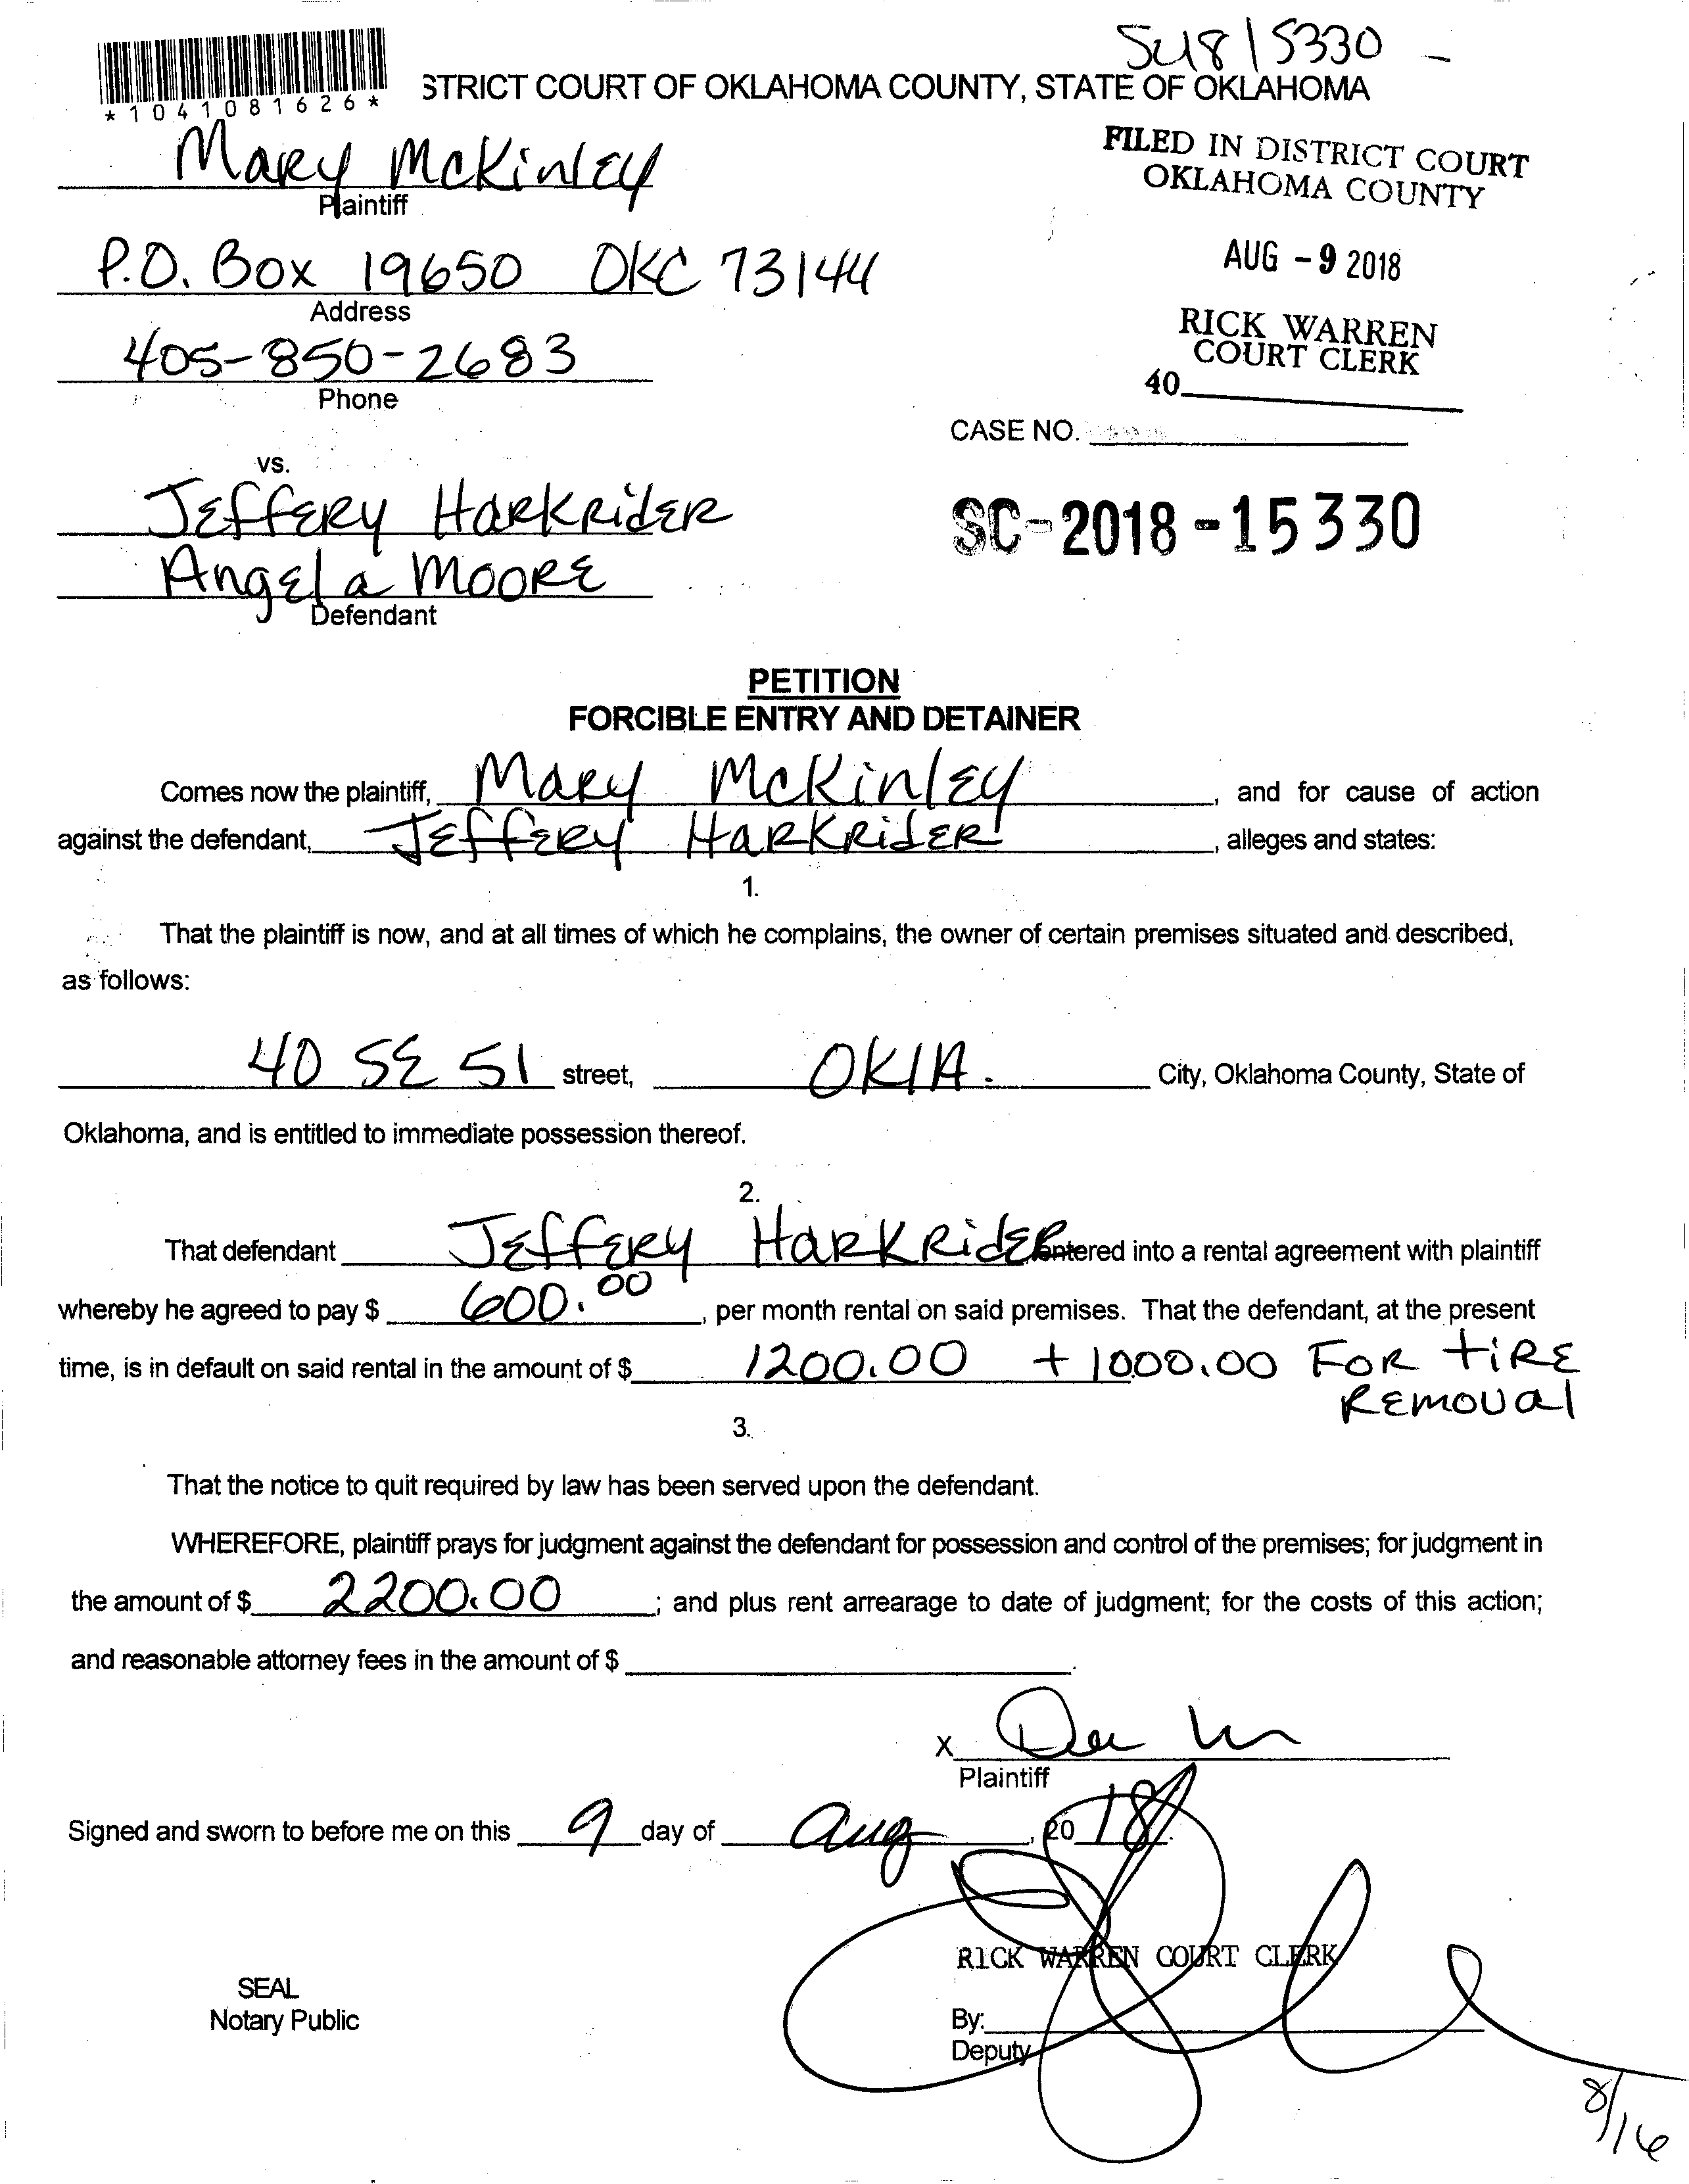 5330
*1041081626*
STRICT COURT OF OKLAHOMA COUNTY, STATE OF OKLAHOMA
Mary McKinley
Plaintiff
FILED IN DISTRICT COURT
OKLAHOMA COUNTY
P.O. Box 19650 OKC 73144
Address
AUG - 9 2018
405-850-2683
Phone
RICK WARREN
COURT CLERK
40
CASE NO.
vs.
Jeffery Harkrider
Angela Moore
Defendant
SC-2018-15330
PETITION
FORCIBLE ENTRY AND DETAINER
Comes now the plaintiff, Mary McKinley, and for cause of action
against the defendant, Jeffery Harkrider, alleges and states:
1.
That the plaintiff is now, and at all times of which he complains, the owner of certain premises situated and described,
as follows:
40 SE 51 street, OKlA. City, Oklahoma County, State of
Oklahoma, and is entitled to immediate possession thereof.
2.
That defendant Jeffery Harkrider entered into a rental agreement with plaintiff
whereby he agreed to pay $ 600.00, per month rental on said premises. That the defendant, at the present
time, is in default on said rental in the amount of $ 1200.00 + 1000.00 For tire
Removal
3.
That the notice to quit required by law has been served upon the defendant.
WHEREFORE, plaintiff prays for judgment against the defendant for possession and control of the premises; for judgment in
the amount of $ 2200.00; and plus rent arrearage to date of judgment; for the costs of this action;
and reasonable attorney fees in the amount of $ .
X
Plaintiff
Signed and sworn to before me on this 9 day of Aug, 2018.
RICK WARREN COURT CLERK
SEAL
Notary Public
By:
Deputy
8/16